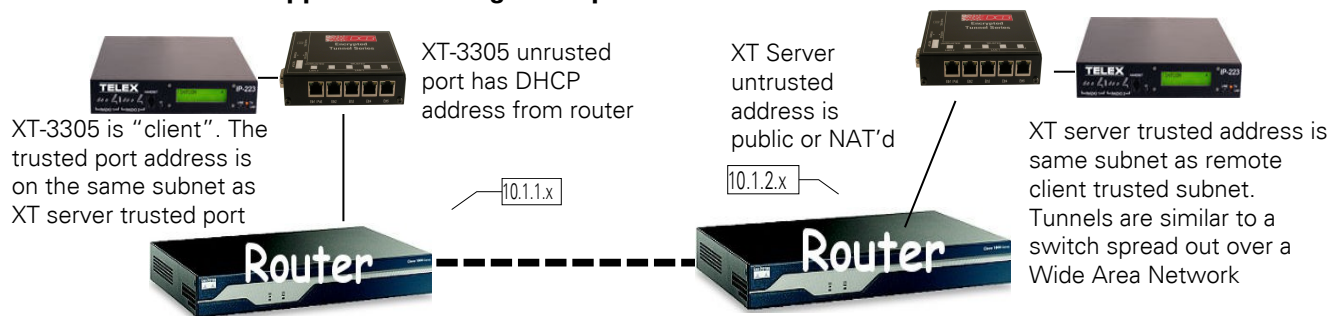 XT-3305 unrusted
port has DHCP
address from router
XT Server
untrusted
address is
public or NAT'd
Encrypted
Tunnel Series
Encrypted
Tunnel Series
TELEX
IP-223
TELEX
IP-223
XT-3305 is "client". The
trusted port address is
on the same subnet as
XT server trusted port
XT server trusted address is
same subnet as remote
client trusted subnet.
Tunnels are similar to a
switch spread out over a
Wide Area Network
10.1.1.x
10.1.2.x
Router
Router